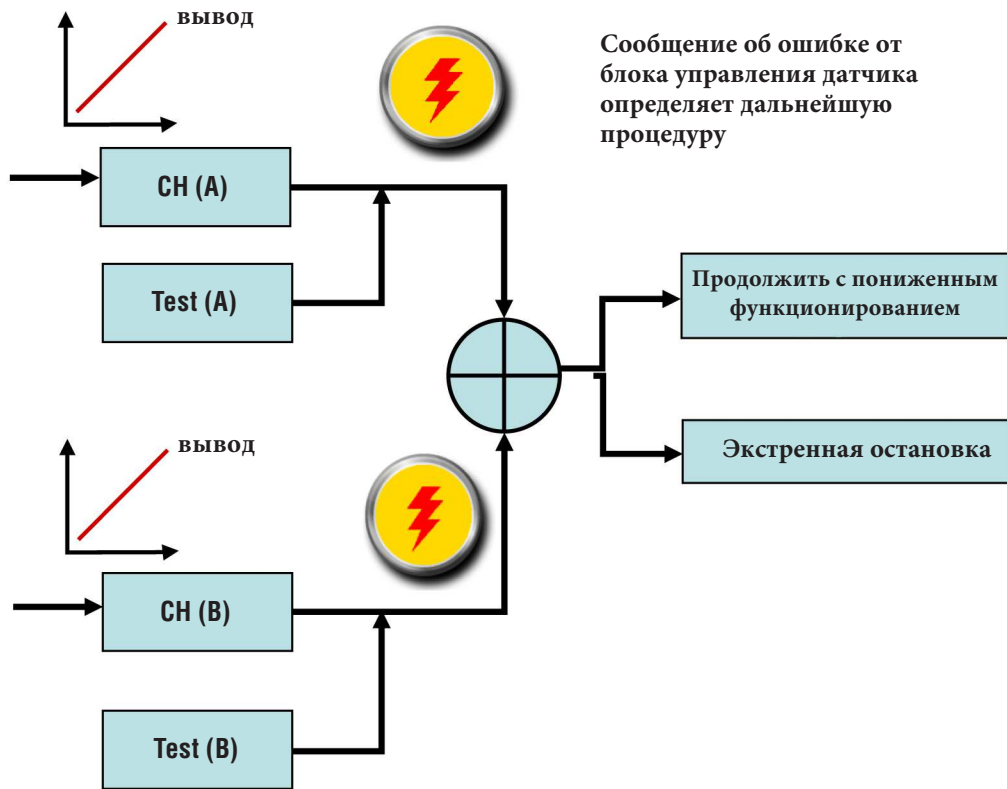 вывод
Сообщение об ошибке от
блока управления датчика
определяет дальнейшую
процедуру
CH (A)
Test (A)
Продолжить с пониженным
функционированием
вывод
Экстренная остановка
CH (B)
Test (B)